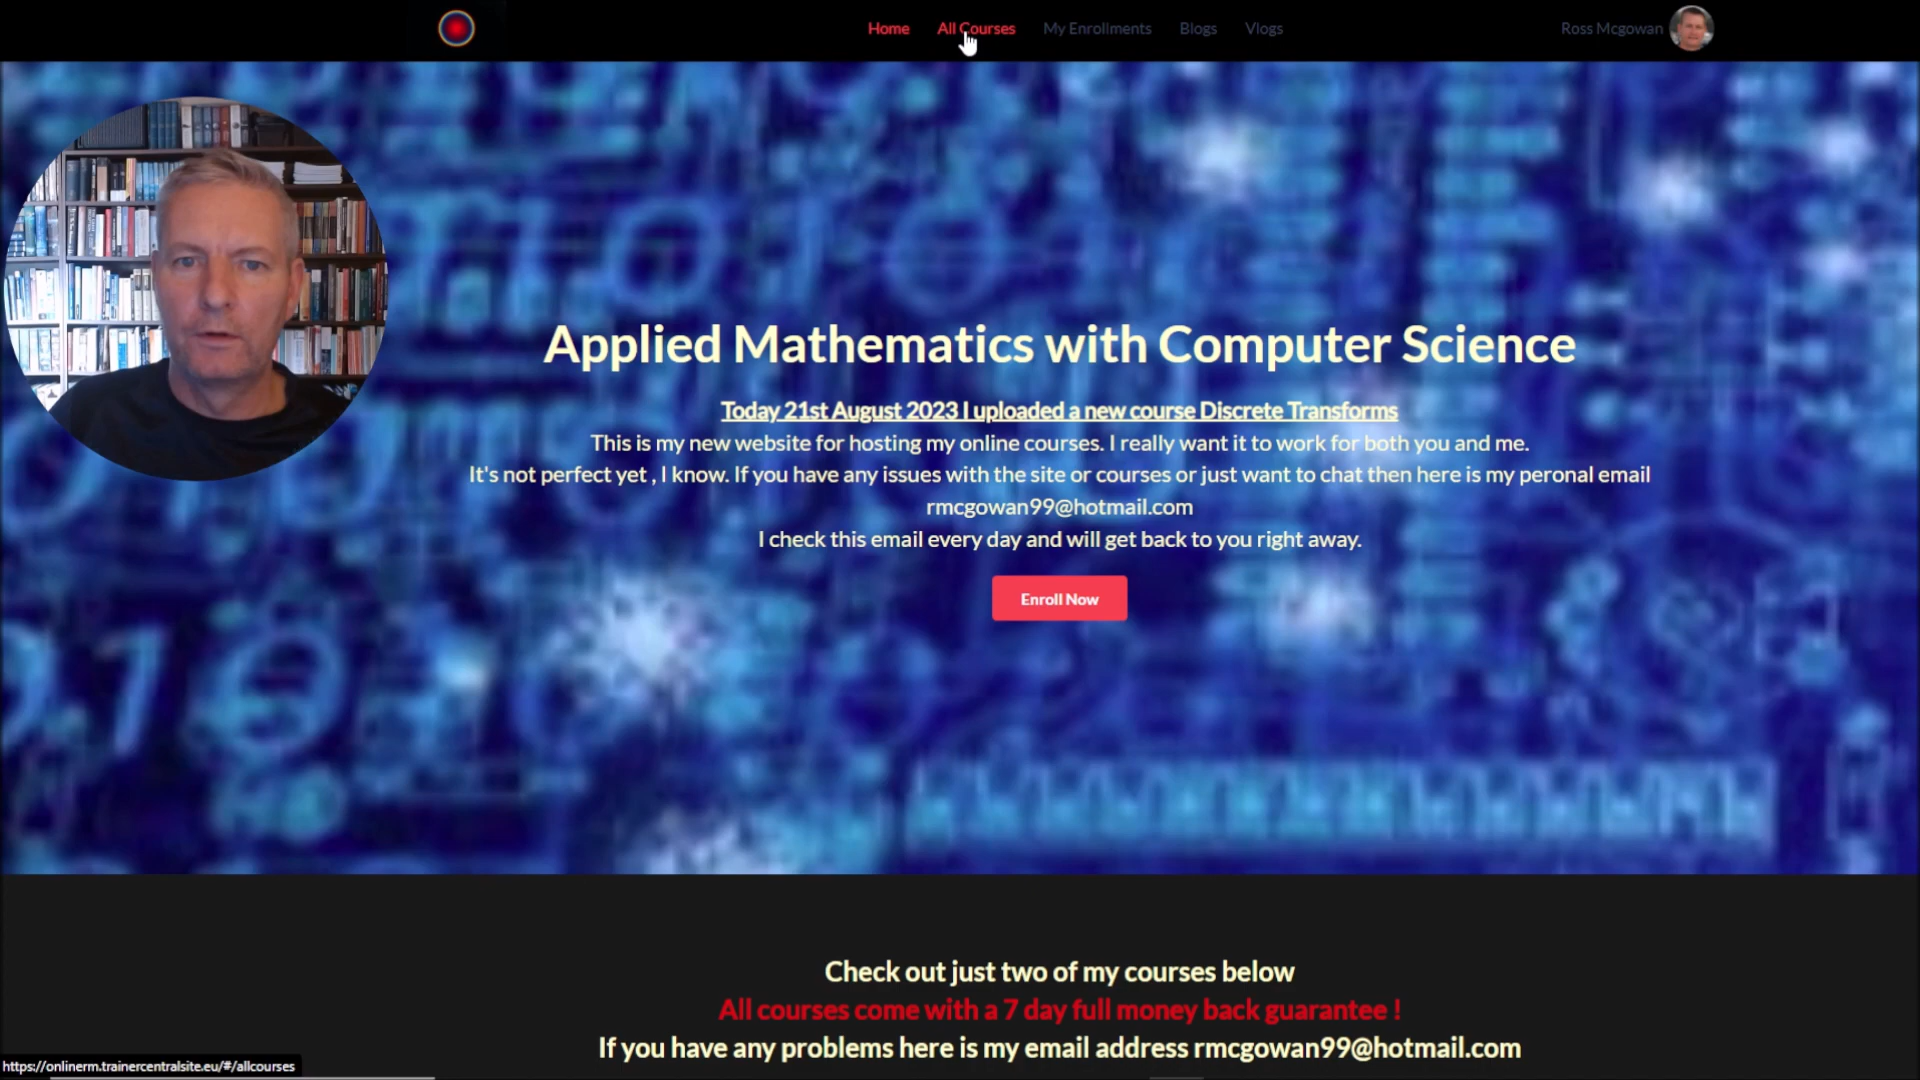 Home All Courses My Enrollments Blogs Vlogs Ross Mcgowan
Applied Mathematics with Computer Science
Today 21st August 2023 I uploaded a new course Discrete Transforms
This is my new website for hosting my online courses. I really want it to work for both you and me.
It's not perfect yet , I know. If you have any issues with the site or courses or just want to chat then here is my peronal email
rmcgowan99@hotmail.com
I check this email every day and will get back to you right away.
Enroll Now
Check out just two of my courses below
All courses come with a 7 day full money back guarantee !
If you have any problems here is my email address rmcgowan99@hotmail.com
https://onlinerm.trainercentralsite.eu/#/allcourses